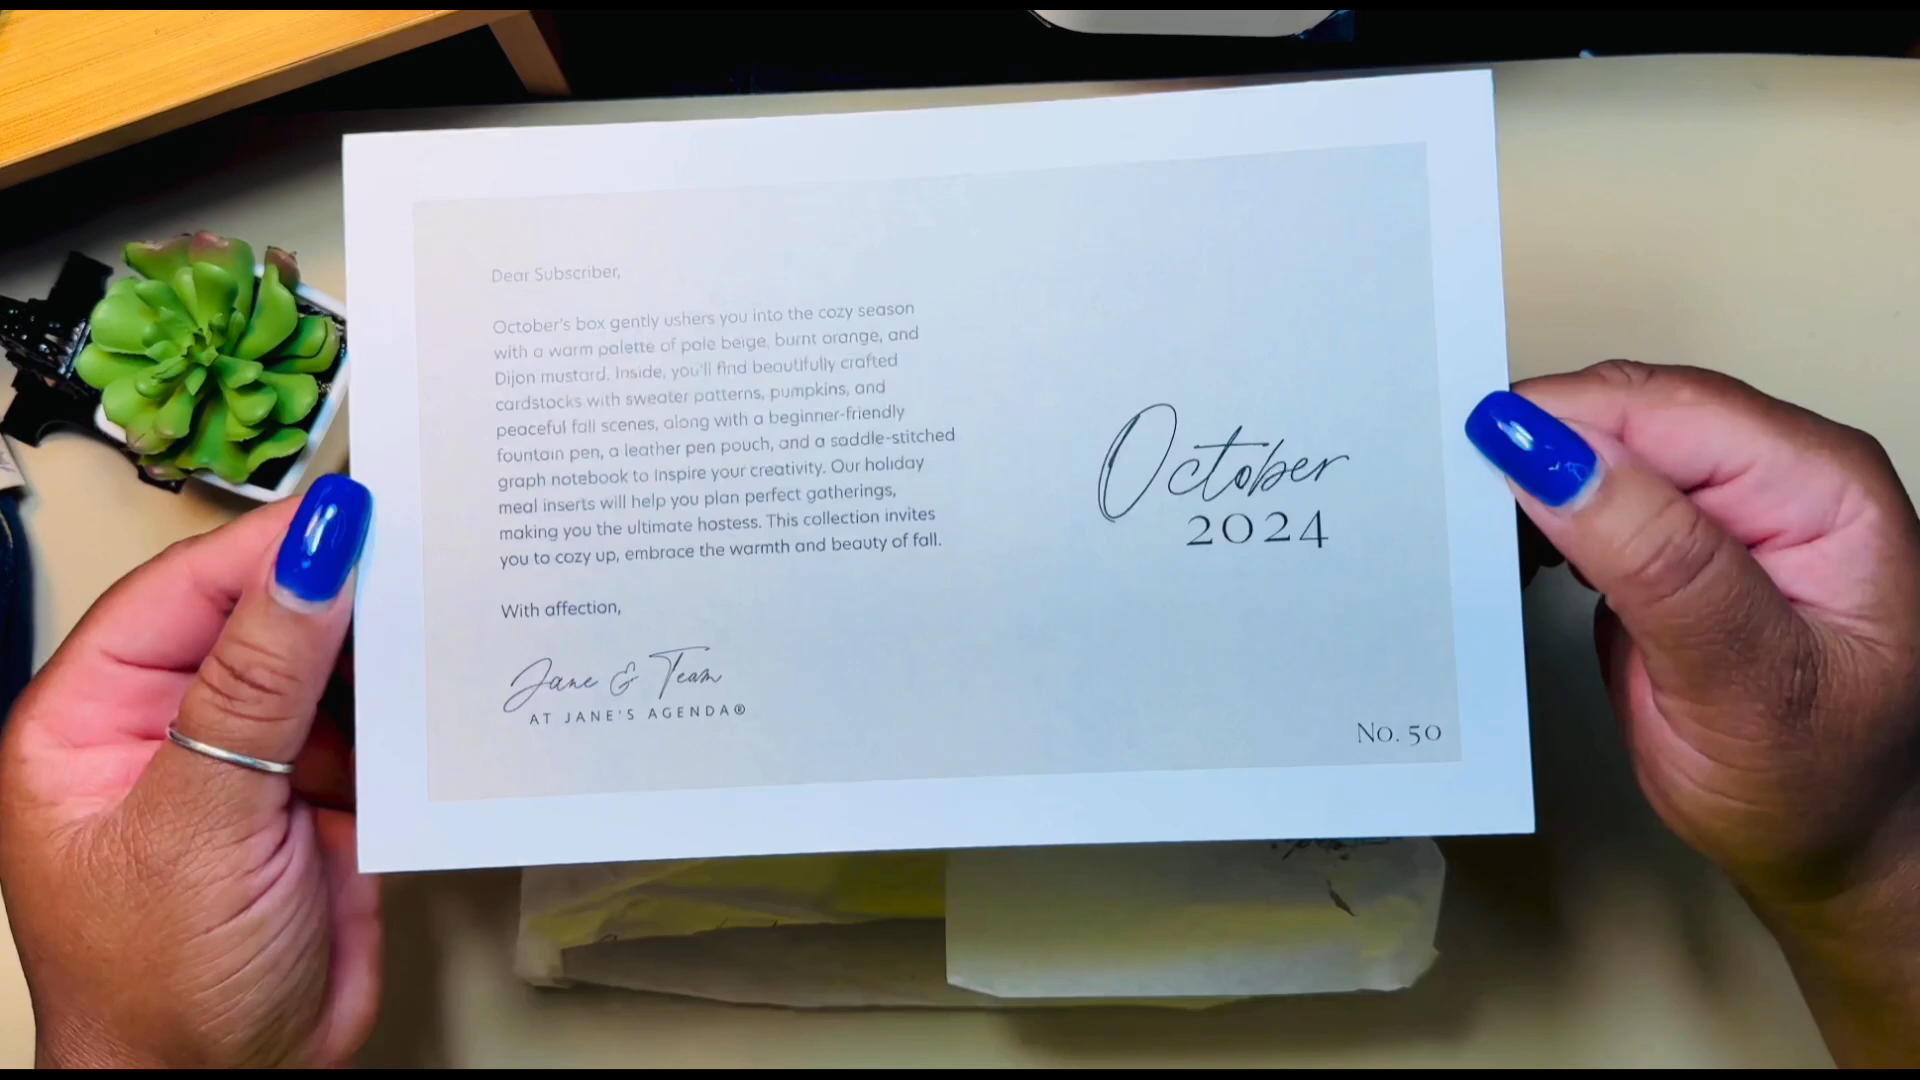 Dear Subscriber,
October's box gently ushers you into the cozy season
with a warm palette of pale beige, burnt orange, and
Dijon mustard. Inside, you'll find beautifully crafted
cardstocks with sweater patterns, pumpkins, and
peaceful fall scenes, along with a beginner-friendly
fountain pen, a leather pen pouch, and a saddle-stitched
graph notebook to inspire your creativity. Our holiday
meal inserts will help you plan perfect gatherings,
making you the ultimate hostess. This collection invites
you to cozy up, embrace the warmth and beauty of fall.
With affection,
Jane & Team
AT JANE'S AGENDA®
October
2024
No. 50